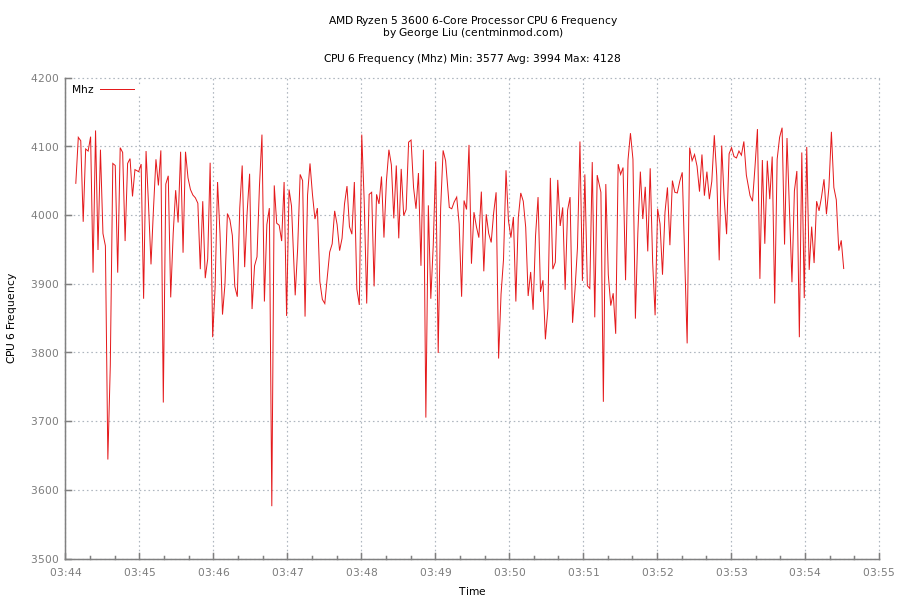 AMD Ryzen 5 3600 6-Core Processor CPU 6 Frequency
by George Liu (centminmod.com)
CPU 6 Frequency (Mhz) Min: 3577 Avg: 3994 Max: 4128
4200
Mhz
4100
4000
3900
3800
3700
3600
3500
CPU 6 Frequency
03:44 03:45 03:46 03:47 03:48 03:49 03:50 03:51 03:52 03:53 03:54 03:55
Time